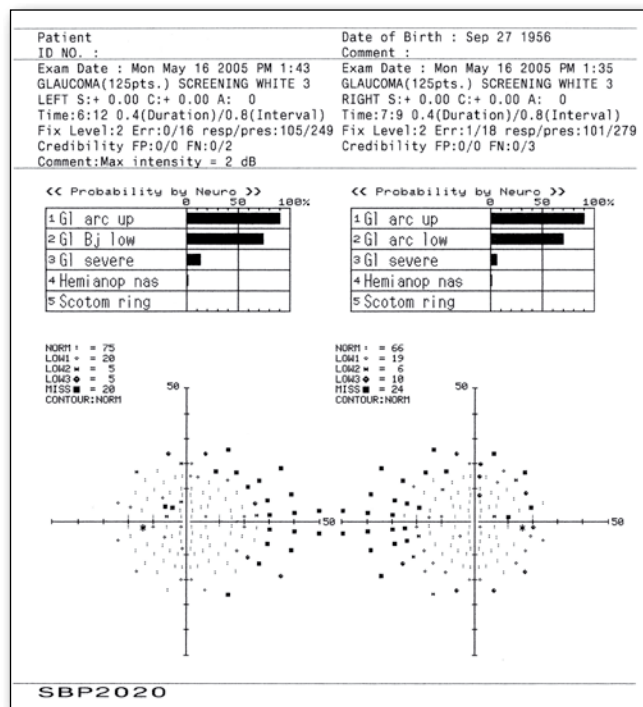 Patient Date of Birth : Sep 27 1956
ID NO. : Comment :
Exam Date : Mon May 16 2005 PM 1:43 Exam Date : Mon May 16 2005 PM 1:35
GLAUCOMA(125pts.) SCREENING WHITE 3 GLAUCOMA(125pts.) SCREENING WHITE 3
LEFT S:+ 0.00 C:+ 0.00 A: 0 RIGHT S:+ 0.00 C:+ 0.00 A: 0
Time:6:12 0.4(Duration)/0.8(Interval) Time:7:9 0.4(Duration)/0.8(Interval)
Fix Level:2 Err:0/16 resp/pres:105/249 Fix Level:2 Err:1/18 resp/pres:101/279
Credibility FP:0/0 FN:0/2 Credibility FP:0/0 FN:0/3
Comment:Max intensity = 2 dB
<< Probability by Neuro >> << Probability by Neuro >>
0 50 100% 0 50 100%
1 Gl arc up 1 Gl arc up
2 Gl Bj low 2 Gl arc low
3 Gl severe 3 Gl severe
4 Hemianop nas 4 Hemianop nas
5 Scotom ring 5 Scotom ring
NORM = 75 NORM = 66
LOW1 = 20 LOW1 = 19
LOW2 = 5 LOW2 = 6
LOW3 = 5 LOW3 = 10
MISS ■ = 20 MISS ■ = 24
CONTOUR:NORM CONTOUR:NORM
50 50
50 50
SBP2020